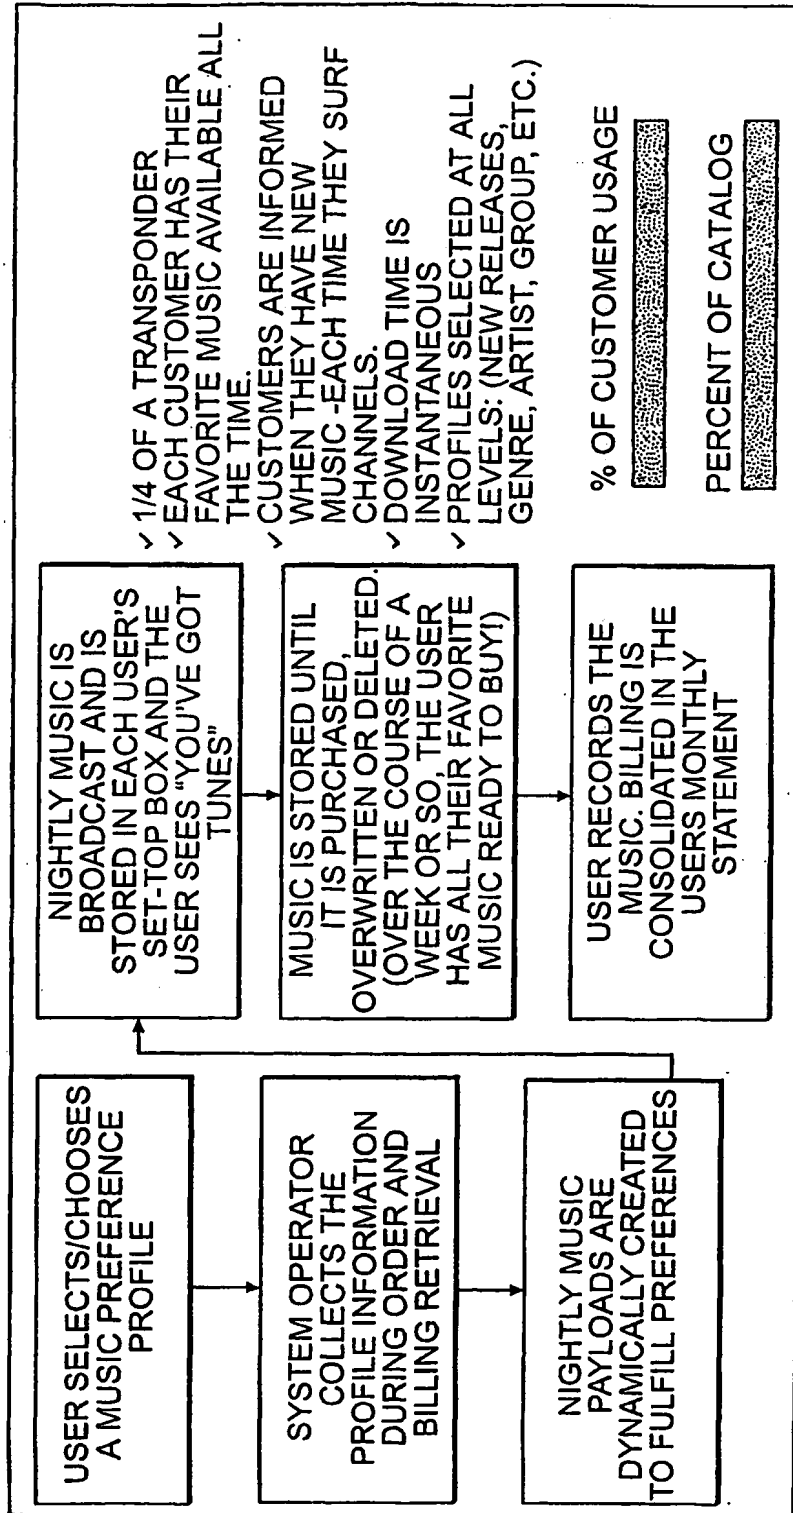 USER SELECTS/CHOOSES
A MUSIC PREFERENCE
PROFILE
SYSTEM OPERATOR
COLLECTS THE
PROFILE INFORMATION
DURING ORDER AND
BILLING RETRIEVAL
NIGHTLY MUSIC
PAYLOADS ARE
DYNAMICALLY CREATED
TO FULFILL PREFERENCES
NIGHTLY MUSIC IS
BROADCAST AND IS
STORED IN EACH USER'S
SET-TOP BOX AND THE
USER SEES "YOU'VE GOT
TUNES"
MUSIC IS STORED UNTIL
IT IS PURCHASED,
OVERWRITTEN OR DELETED.
(OVER THE COURSE OF A
WEEK OR SO, THE USER
HAS ALL THEIR FAVORITE
MUSIC READY TO BUY!)
USER RECORDS THE
MUSIC. BILLING IS
CONSOLIDATED IN THE
USERS MONTHLY
STATEMENT
✓ 1/4 OF A TRANSPONDER
✓ EACH CUSTOMER HAS THEIR
FAVORITE MUSIC AVAILABLE ALL
THE TIME.
✓ CUSTOMERS ARE INFORMED
WHEN THEY HAVE NEW
MUSIC -EACH TIME THEY SURF
CHANNELS.
✓ DOWNLOAD TIME IS
INSTANTANEOUS
✓ PROFILES SELECTED AT ALL
LEVELS: (NEW RELEASES,
GENRE, ARTIST, GROUP, ETC.)
% OF CUSTOMER USAGE
PERCENT OF CATALOG